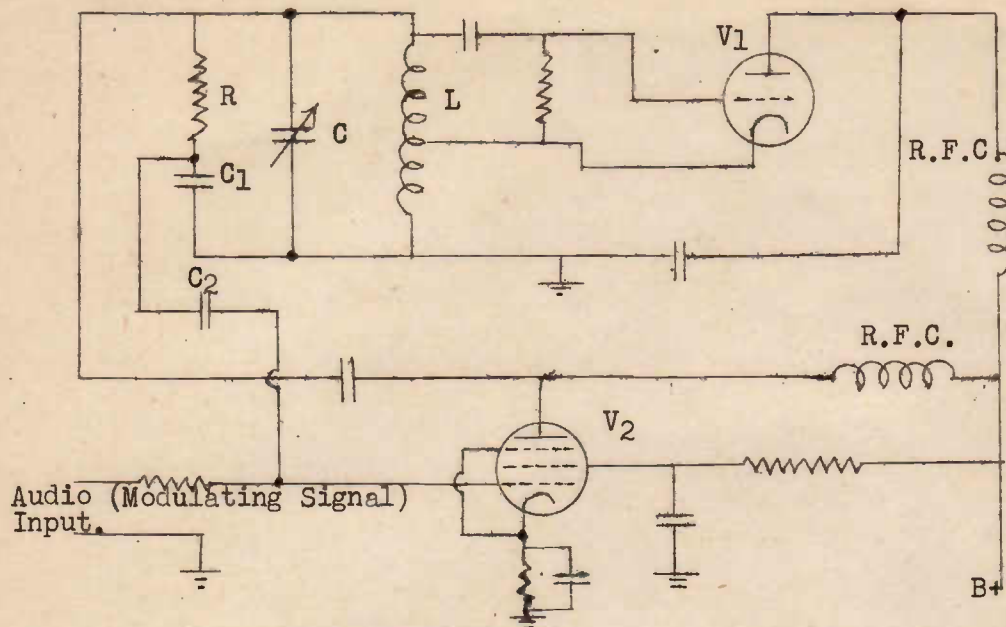 V1
R
L
C
R.F.C
C1
C2
R.F.C.
V2
Audio (Modulating Signal)
Input.
B+